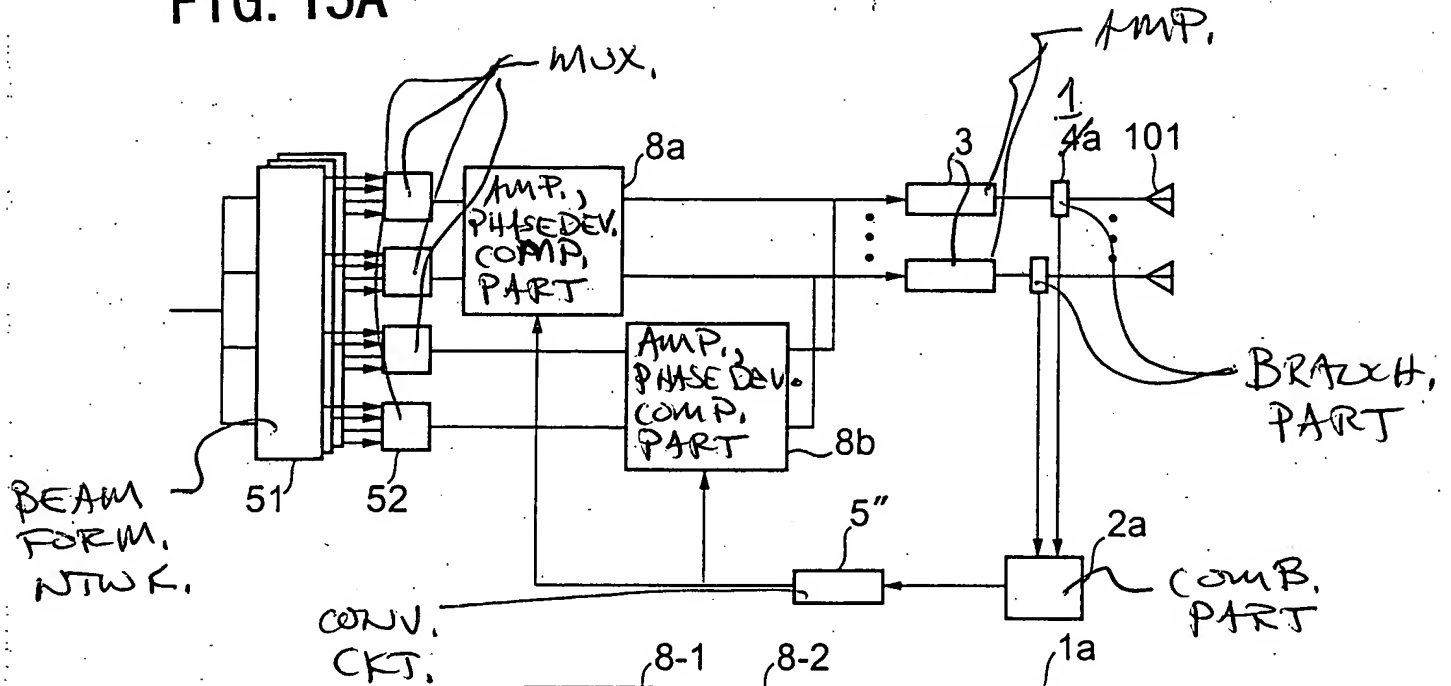 FIG. 15A
AMP.
MUX.
1
4a
101
3
8a
AMP.,
PHASE DEV.
COMP.
PART
AMP.,
PHASE DEV.
COMP.
PART
8b
BRANCH.
PART
BEAM
FORM.
NTWK.
51
52
5″
2a
COMB.
PART
CONV.
CKT.
8-1
8-2
1a